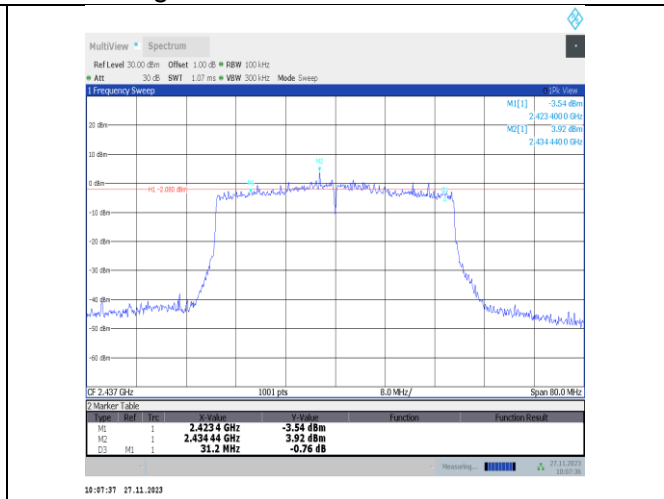 MultiView Spectrum
Ref Level 30.00 dBm Offset 1.00 dB RBW 100 kHz
Att 30 dB SWT 1.07 ms VBW 300 kHz Mode Sweep
1 Frequency Sweep 1Pk View
M1[1] -3.54 dBm
2.423 400 0 GHz
M2[1] 3.92 dBm
2.434 440 0 GHz
20 dBm
10 dBm
M2
0 dBm
M1
H1 -2.080 dBm
-10 dBm
-20 dBm
-30 dBm
-40 dBm
-50 dBm
-60 dBm
CF 2.437 GHz 1001 pts 8.0 MHz/ Span 80.0 MHz
2 Marker Table
Type Ref Trc X-Value Y-Value Function Function Result
M1 1 2.4234 GHz -3.54 dBm
M2 1 2.43444 GHz 3.92 dBm
D3 M1 1 31.2 MHz -0.76 dB
Measuring... 27.11.2023
10:07:36
10:07:37 27.11.2023